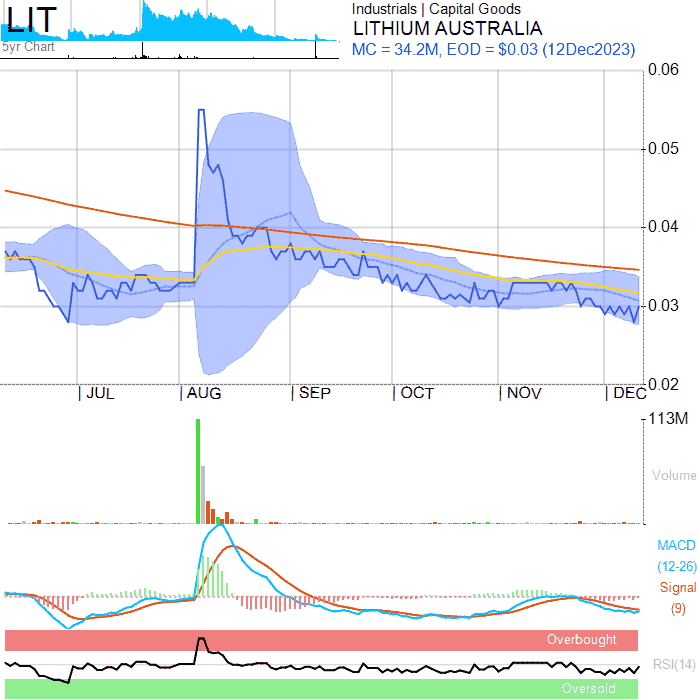 LIT
5yr Chart
Industrials | Capital Goods
LITHIUM AUSTRALIA
MC = 34.2M, EOD = $0.03 (12Dec2023)
0.06
0.05
0.04
0.03
0.02
JUL AUG SEP OCT NOV DEC
113M
Volume
MACD
(12-26)
Signal
(9)
Overbought
RSI(14)
Oversold